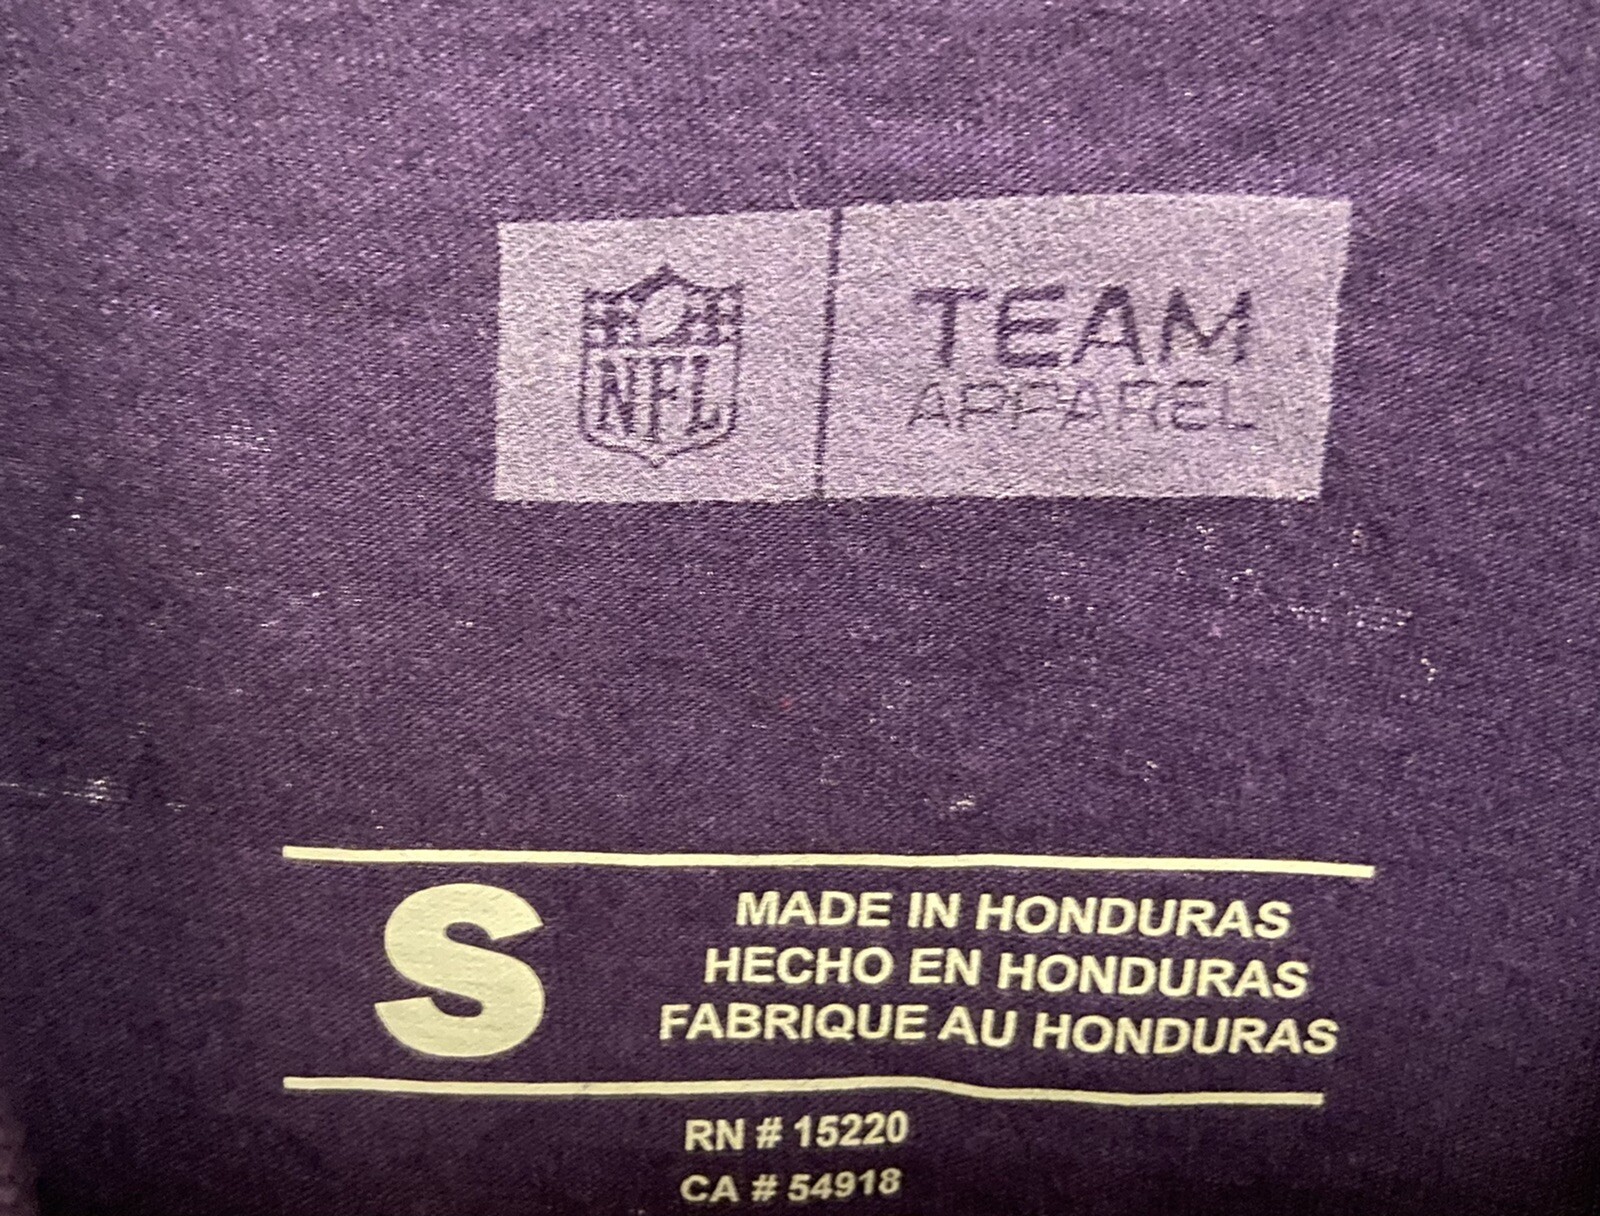 NFL
TEAM
APPAREL
S
MADE IN HONDURAS
HECHO EN HONDURAS
FABRIQUE AU HONDURAS
RN # 15220
CA # 54918